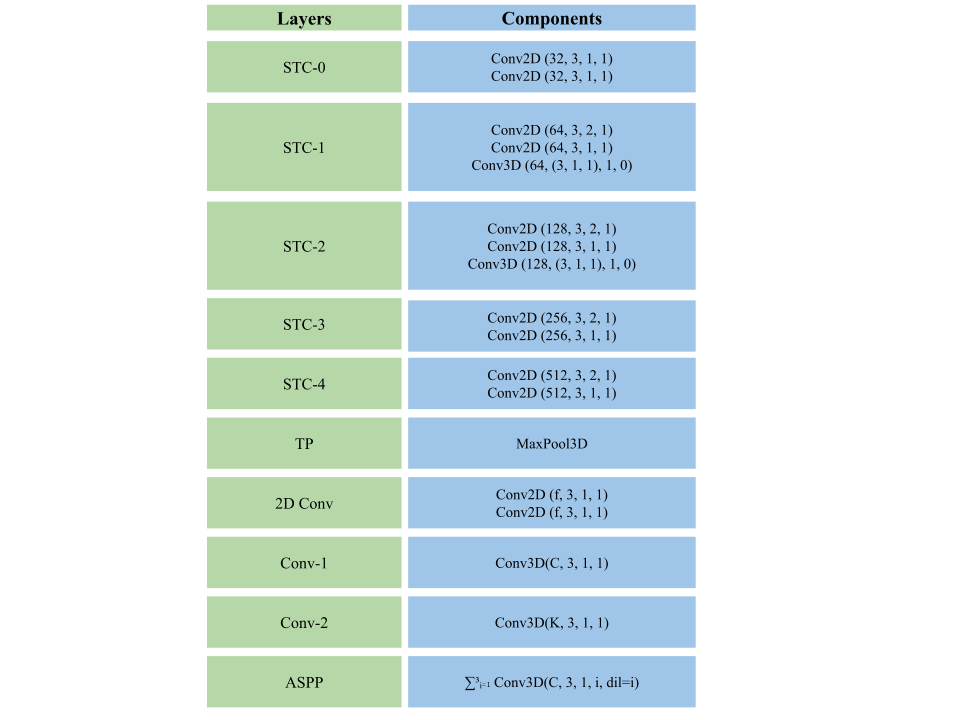 Layers Components
STC-0
Conv2D (32, 3, 1, 1)
Conv2D (32, 3, 1, 1)
STC-1
Conv2D (64, 3, 2, 1)
Conv2D (64, 3, 1, 1)
Conv3D (64, (3, 1, 1), 1, 0)
STC-2
Conv2D (128, 3, 2, 1)
Conv2D (128, 3, 1, 1)
Conv3D (128, (3, 1, 1), 1, 0)
STC-3
Conv2D (256, 3, 2, 1)
Conv2D (256, 3, 1, 1)
STC-4
Conv2D (512, 3, 2, 1)
Conv2D (512, 3, 1, 1)
TP
MaxPool3D
2D Conv
Conv2D (f, 3, 1, 1)
Conv2D (f, 3, 1, 1)
Conv-1
Conv3D(C, 3, 1, 1)
Conv-2
Conv3D(K, 3, 1, 1)
ASPP
∑³ᵢ₌₁ Conv3D(C, 3, 1, i, dil=i)